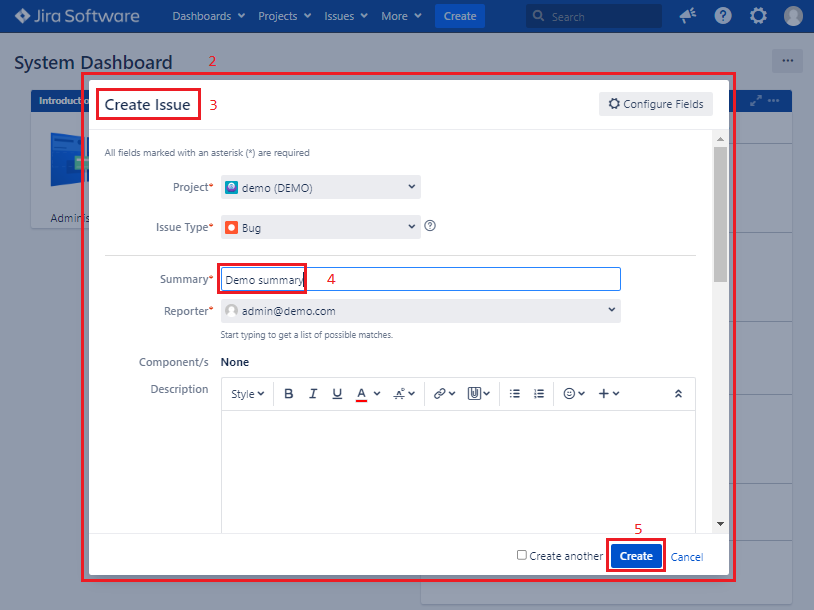 Jira Software Dashboards Projects Issues More Create Search
System Dashboard 2
Introductio
Create Issue 3 Configure Fields
All fields marked with an asterisk (*) are required
Project* demo (DEMO)
Adminis
Issue Type* Bug
Summary* Demo summary 4
Reporter* admin@demo.com
Start typing to get a list of possible matches.
Component/s None
Description
Style B I U A
5
Create another Create Cancel